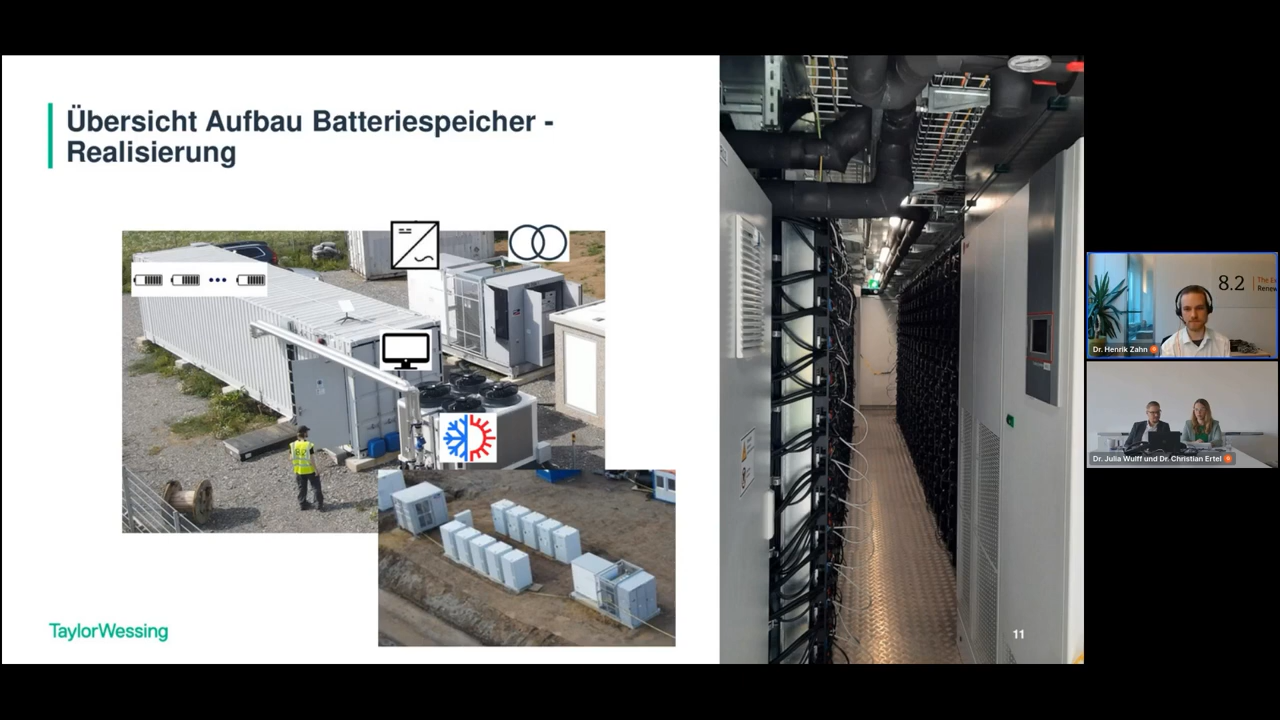 Übersicht Aufbau Batteriespeicher -
Realisierung
TaylorWessing
11
8.2
Dr. Henrik Zahn
Dr. Julia Wulff und Dr. Christian Ertel